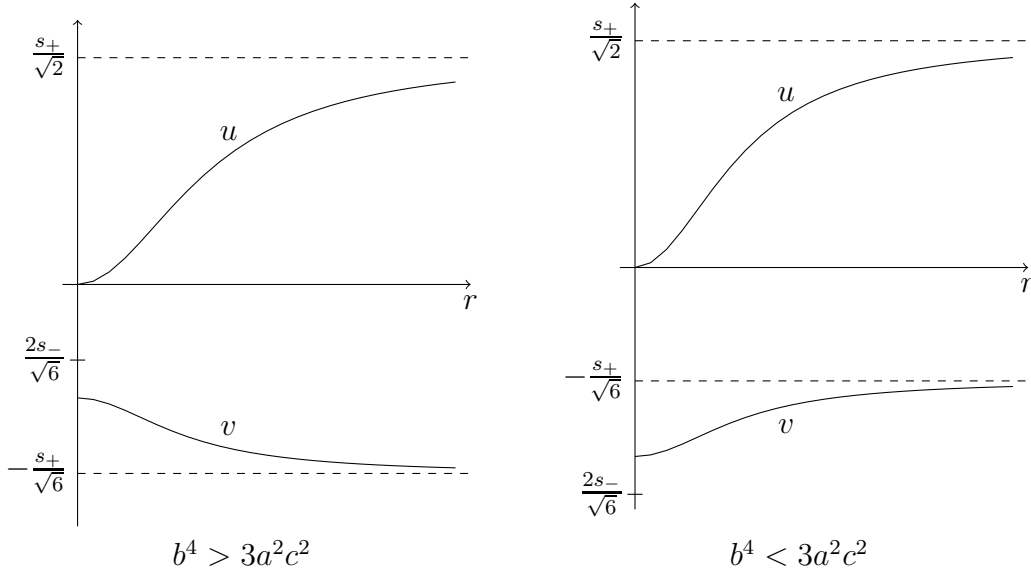 s₊/√2
u
r
2s₋/√6
v
−s₊/√6
b⁴ > 3a²c²
s₊/√2
u
r
−s₊/√6
v
2s₋/√6
b⁴ < 3a²c²